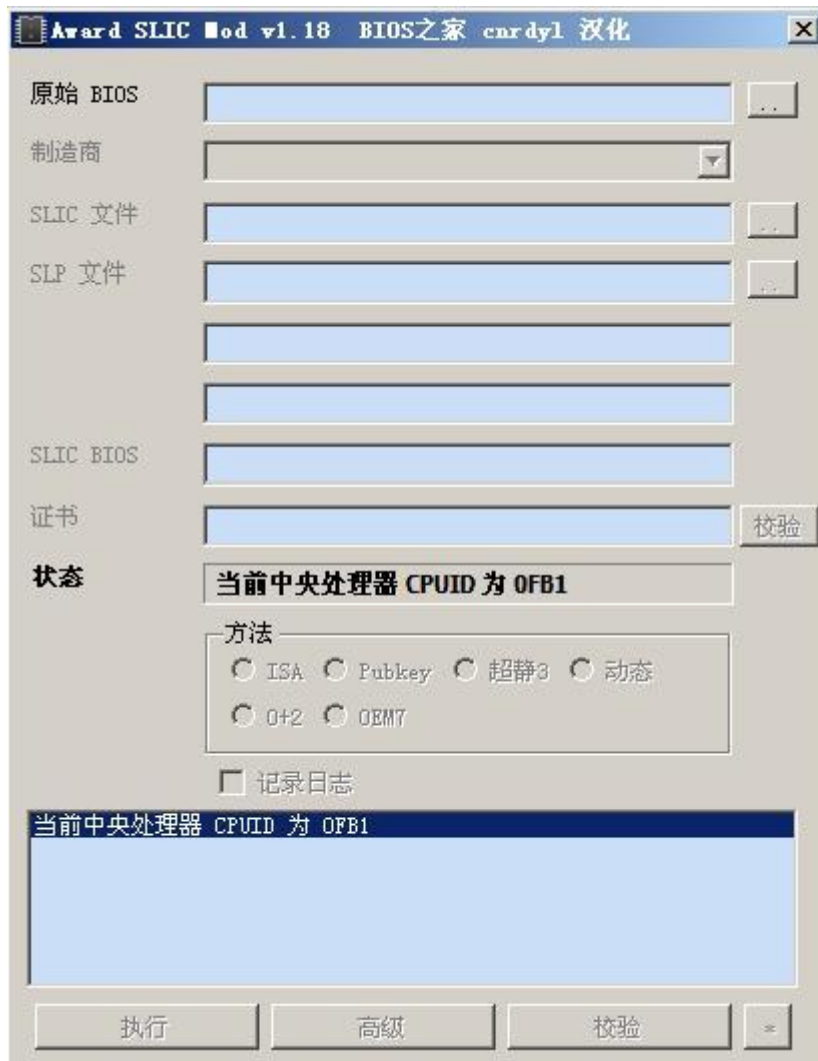 Award SLIC Mod v1.18 BIOS之家 cnrdyl 汉化
原始 BIOS
..
制造商
SLIC 文件
..
SLP 文件
..
SLIC BIOS
证书
校验
状态
当前中央处理器 CPUID 为 0FB1
方法
ISA
Pubkey
超静3
动态
0+2
OEM7
记录日志
当前中央处理器 CPUID 为 0FB1
执行
高级
校验
*